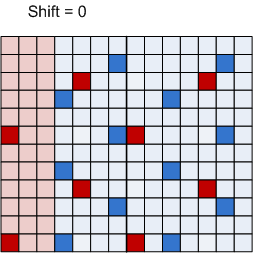 Shift = 0